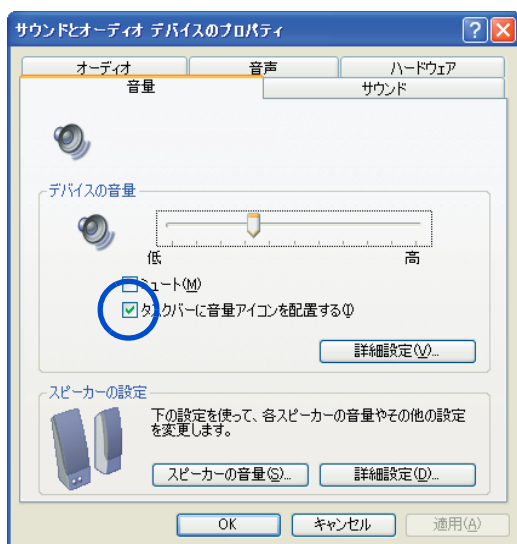 サウンドとオーディオ デバイスのプロパティ
オーディオ
音声
ハードウェア
音量
サウンド
デバイスの音量
低
高
ミュート(M)
タスクバーに音量アイコンを配置する(I)
詳細設定(V)...
スピーカーの設定
下の設定を使って、各スピーカーの音量やその他の設定
を変更します。
スピーカーの音量(S)...
詳細設定(D)...
OK
キャンセル
適用(A)